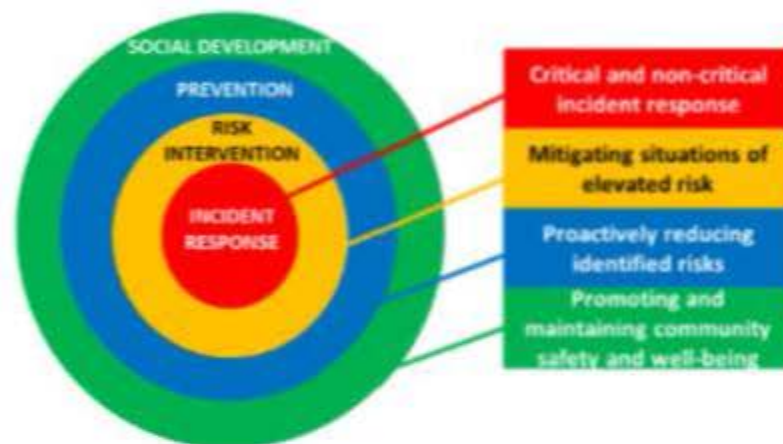 SOCIAL DEVELOPMENT
PREVENTION
RISK
INTERVENTION
INCIDENT
RESPONSE
Critical and non-critical
incident response
Mitigating situations of
elevated risk
Proactively reducing
identified risks
Promoting and
maintaining community
safety and well-being